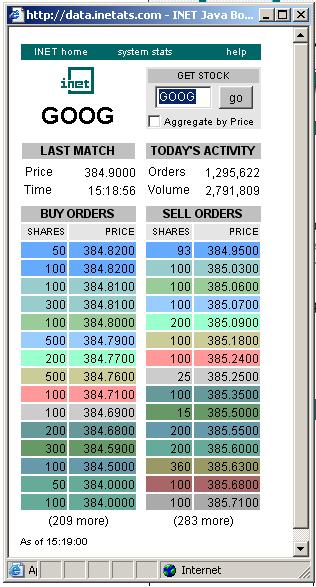 http://data.inetats.com - INET Java Bo...
INET home system stats help
inet
GOOG
GET STOCK
GOOG go
Aggregate by Price
LAST MATCH TODAY'S ACTIVITY
Price 384.9000 Orders 1,295,622
Time 15:18:56 Volume 2,791,809
BUY ORDERS SELL ORDERS
SHARES PRICE SHARES PRICE
50 384.8200 93 384.9500
100 384.8200 100 385.0300
100 384.8100 100 385.0600
300 384.8100 100 385.0700
100 384.8000 200 385.0900
500 384.7900 100 385.1800
200 384.7700 100 385.2400
500 384.7600 25 385.2500
100 384.7100 100 385.3500
100 384.6900 15 385.5000
200 384.6800 200 385.5500
300 384.5900 200 385.6000
100 384.5000 360 385.6300
50 384.0000 100 385.6800
100 384.0000 100 385.7100
(209 more) (283 more)
As of 15:19:00
Internet